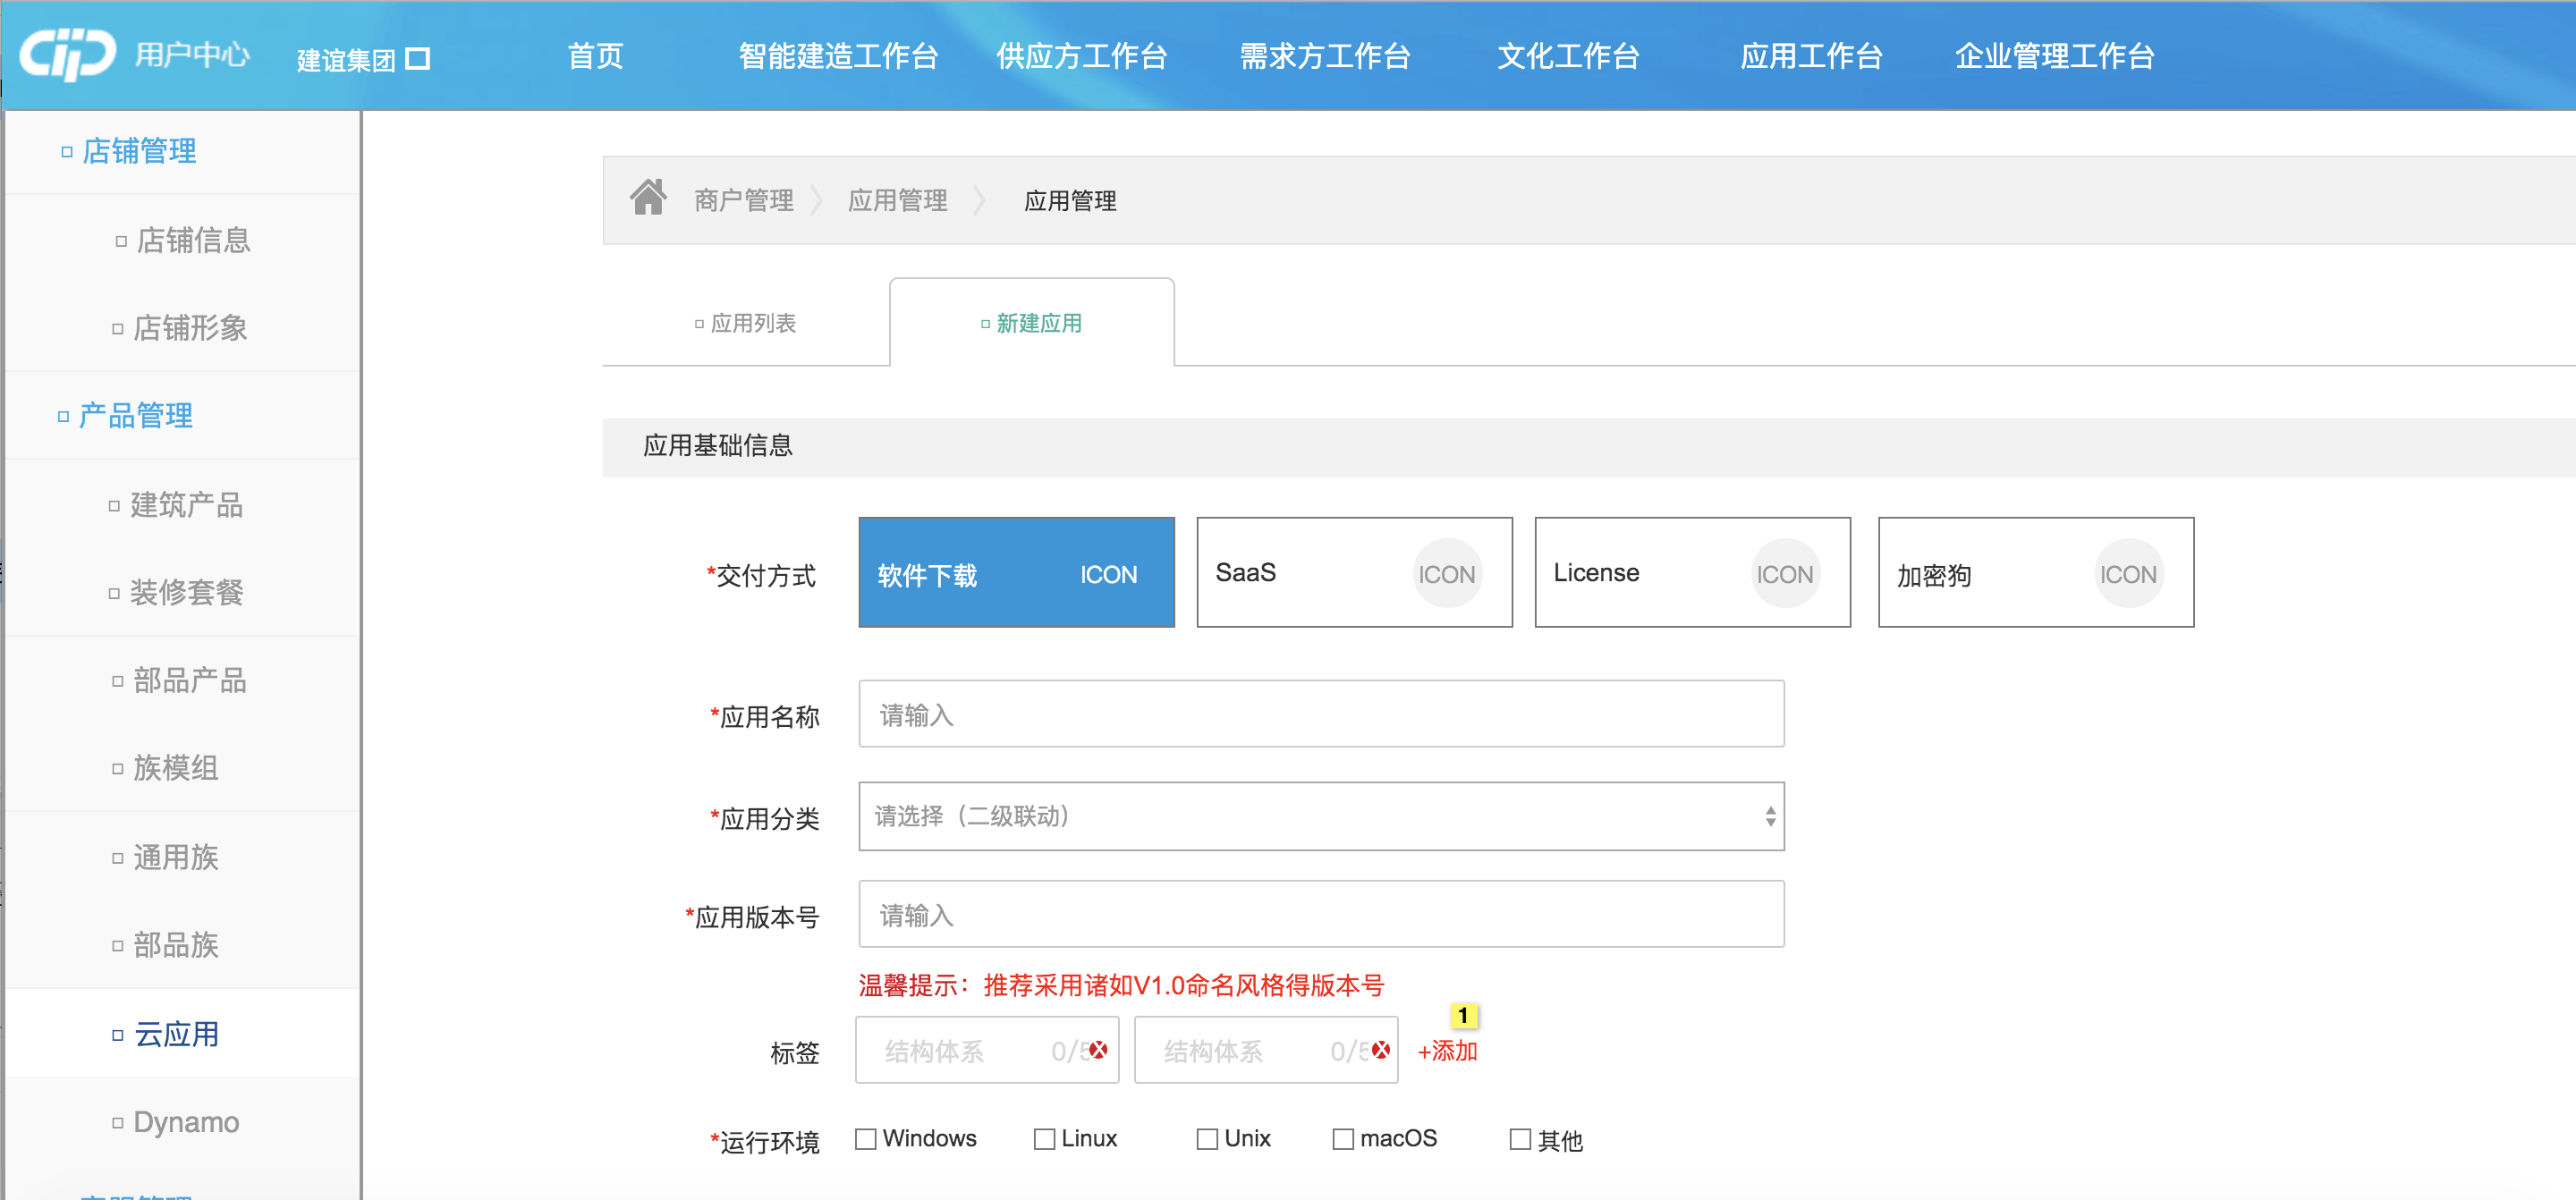 CIIP 用户中心 建谊集团 首页 智能建造工作台 供应方工作台 需求方工作台 文化工作台 应用工作台 企业管理工作台
店铺管理
店铺信息
店铺形象
产品管理
建筑产品
装修套餐
部品产品
族模组
通用族
部品族
云应用
Dynamo
商户管理 应用管理 应用管理
应用列表 新建应用
应用基础信息
*交付方式 软件下载 ICON SaaS ICON License ICON 加密狗 ICON
*应用名称 请输入
*应用分类 请选择（二级联动）
*应用版本号 请输入
温馨提示：推荐采用诸如V1.0命名风格得版本号
1
标签 结构体系 0/5 结构体系 0/5 +添加
*运行环境 Windows Linux Unix macOS 其他